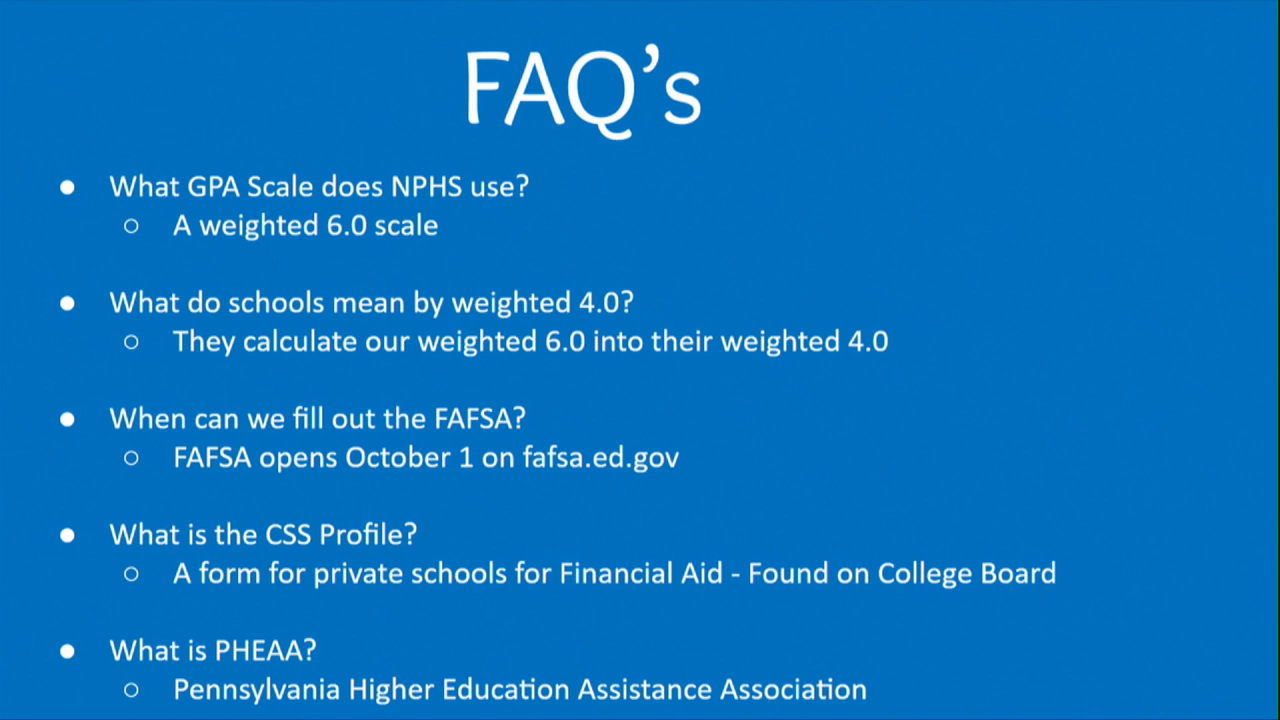 FAQ’s
● What GPA Scale does NPHS use?
○ A weighted 6.0 scale
● What do schools mean by weighted 4.0?
○ They calculate our weighted 6.0 into their weighted 4.0
● When can we fill out the FAFSA?
○ FAFSA opens October 1 on fafsa.ed.gov
● What is the CSS Profile?
○ A form for private schools for Financial Aid - Found on College Board
● What is PHEAA?
○ Pennsylvania Higher Education Assistance Association